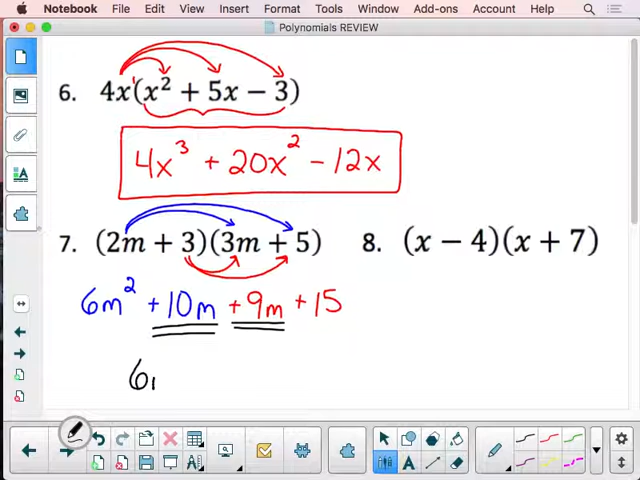 Notebook File Edit View Insert Format Tools Window Add-ons Account Help
Polynomials REVIEW
6. 4x(x² + 5x − 3)
4x³ + 20x² − 12x
7. (2m + 3)(3m + 5) 8. (x − 4)(x + 7)
6m² + 10m + 9m + 15
6